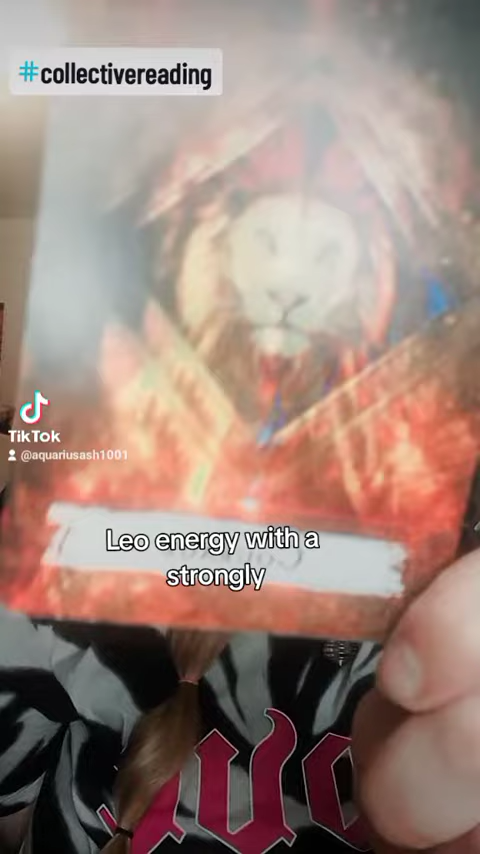 #collectivereading
TikTok
@aquariusash1001
Leo energy with a
strongly